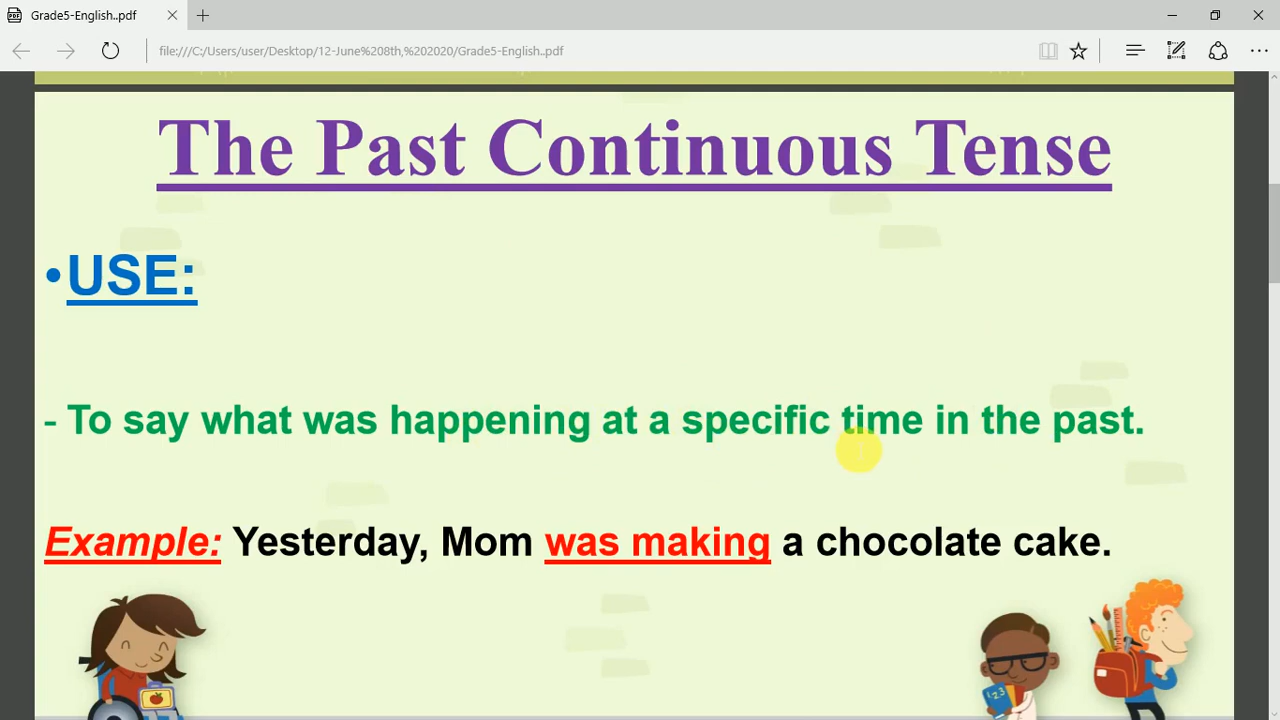 Grade5-English..pdf
file:///C:/Users/user/Desktop/12-June%208th,%202020/Grade5-English..pdf
The Past Continuous Tense
•USE:
- To say what was happening at a specific time in the past.
Example: Yesterday, Mom was making a chocolate cake.